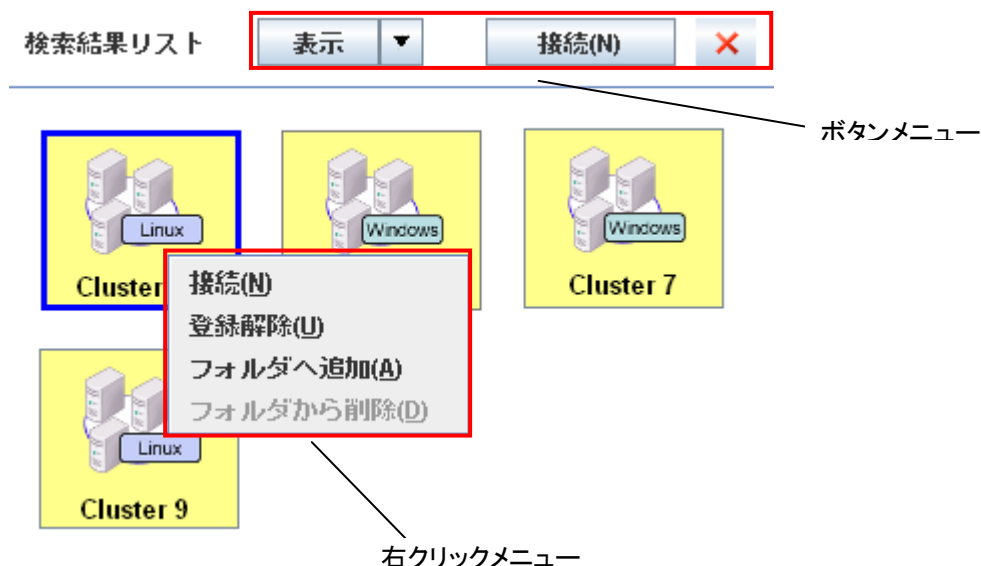 検索結果リスト 表示 ▼ 接続(N) ×
ボタンメニュー
Linux Windows Windows
Cluster Cluster 7
接続(N)
登録解除(U)
フォルダへ追加(A)
フォルダから削除(D)
Linux
Cluster 9
右クリックメニュー